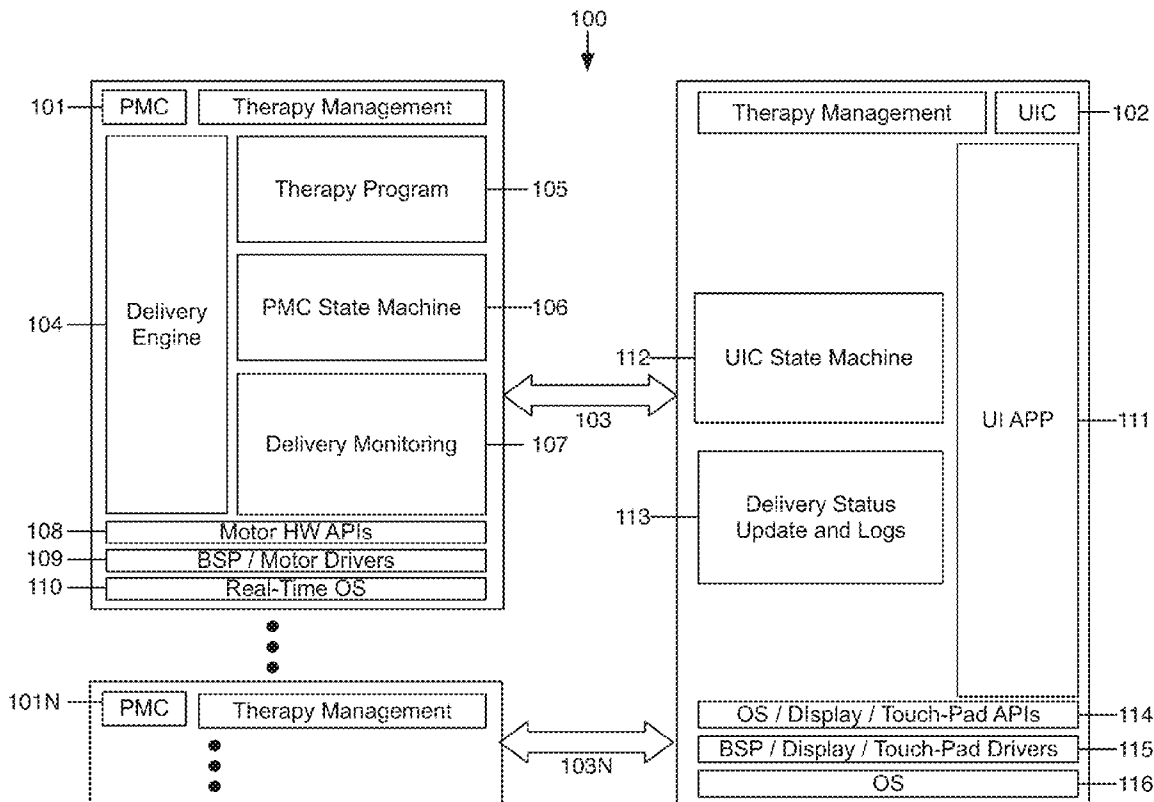 100
101
PMC
Therapy Management
Therapy Management
UIC
102
Therapy Program
105
104
Delivery
Engine
PMC State Machine
106
112
UIC State Machine
103
UI APP
111
Delivery Monitoring
107
113
Delivery Status
Update and Logs
108
Motor HW APIs
109
BSP / Motor Drivers
110
Real-Time OS
101N
PMC
Therapy Management
103N
OS / Display / Touch-Pad APIs
114
BSP / Display / Touch-Pad Drivers
115
OS
116